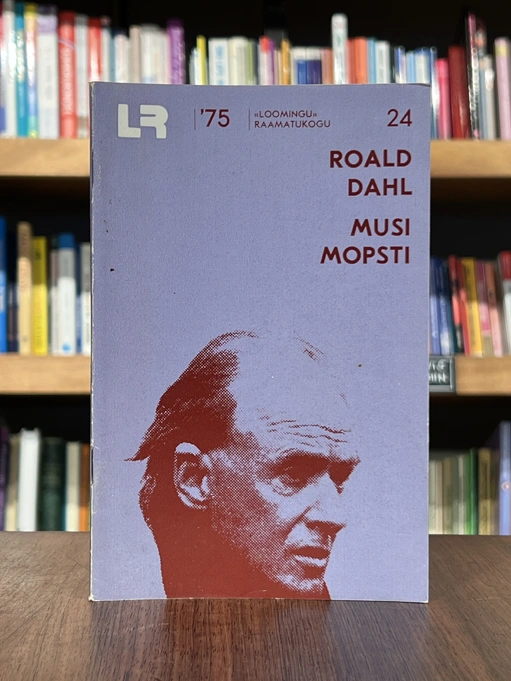 LR
'75
«LOOMINGU»
RAAMATUKOGU
24
ROALD
DAHL
MUSI
MOPSTI